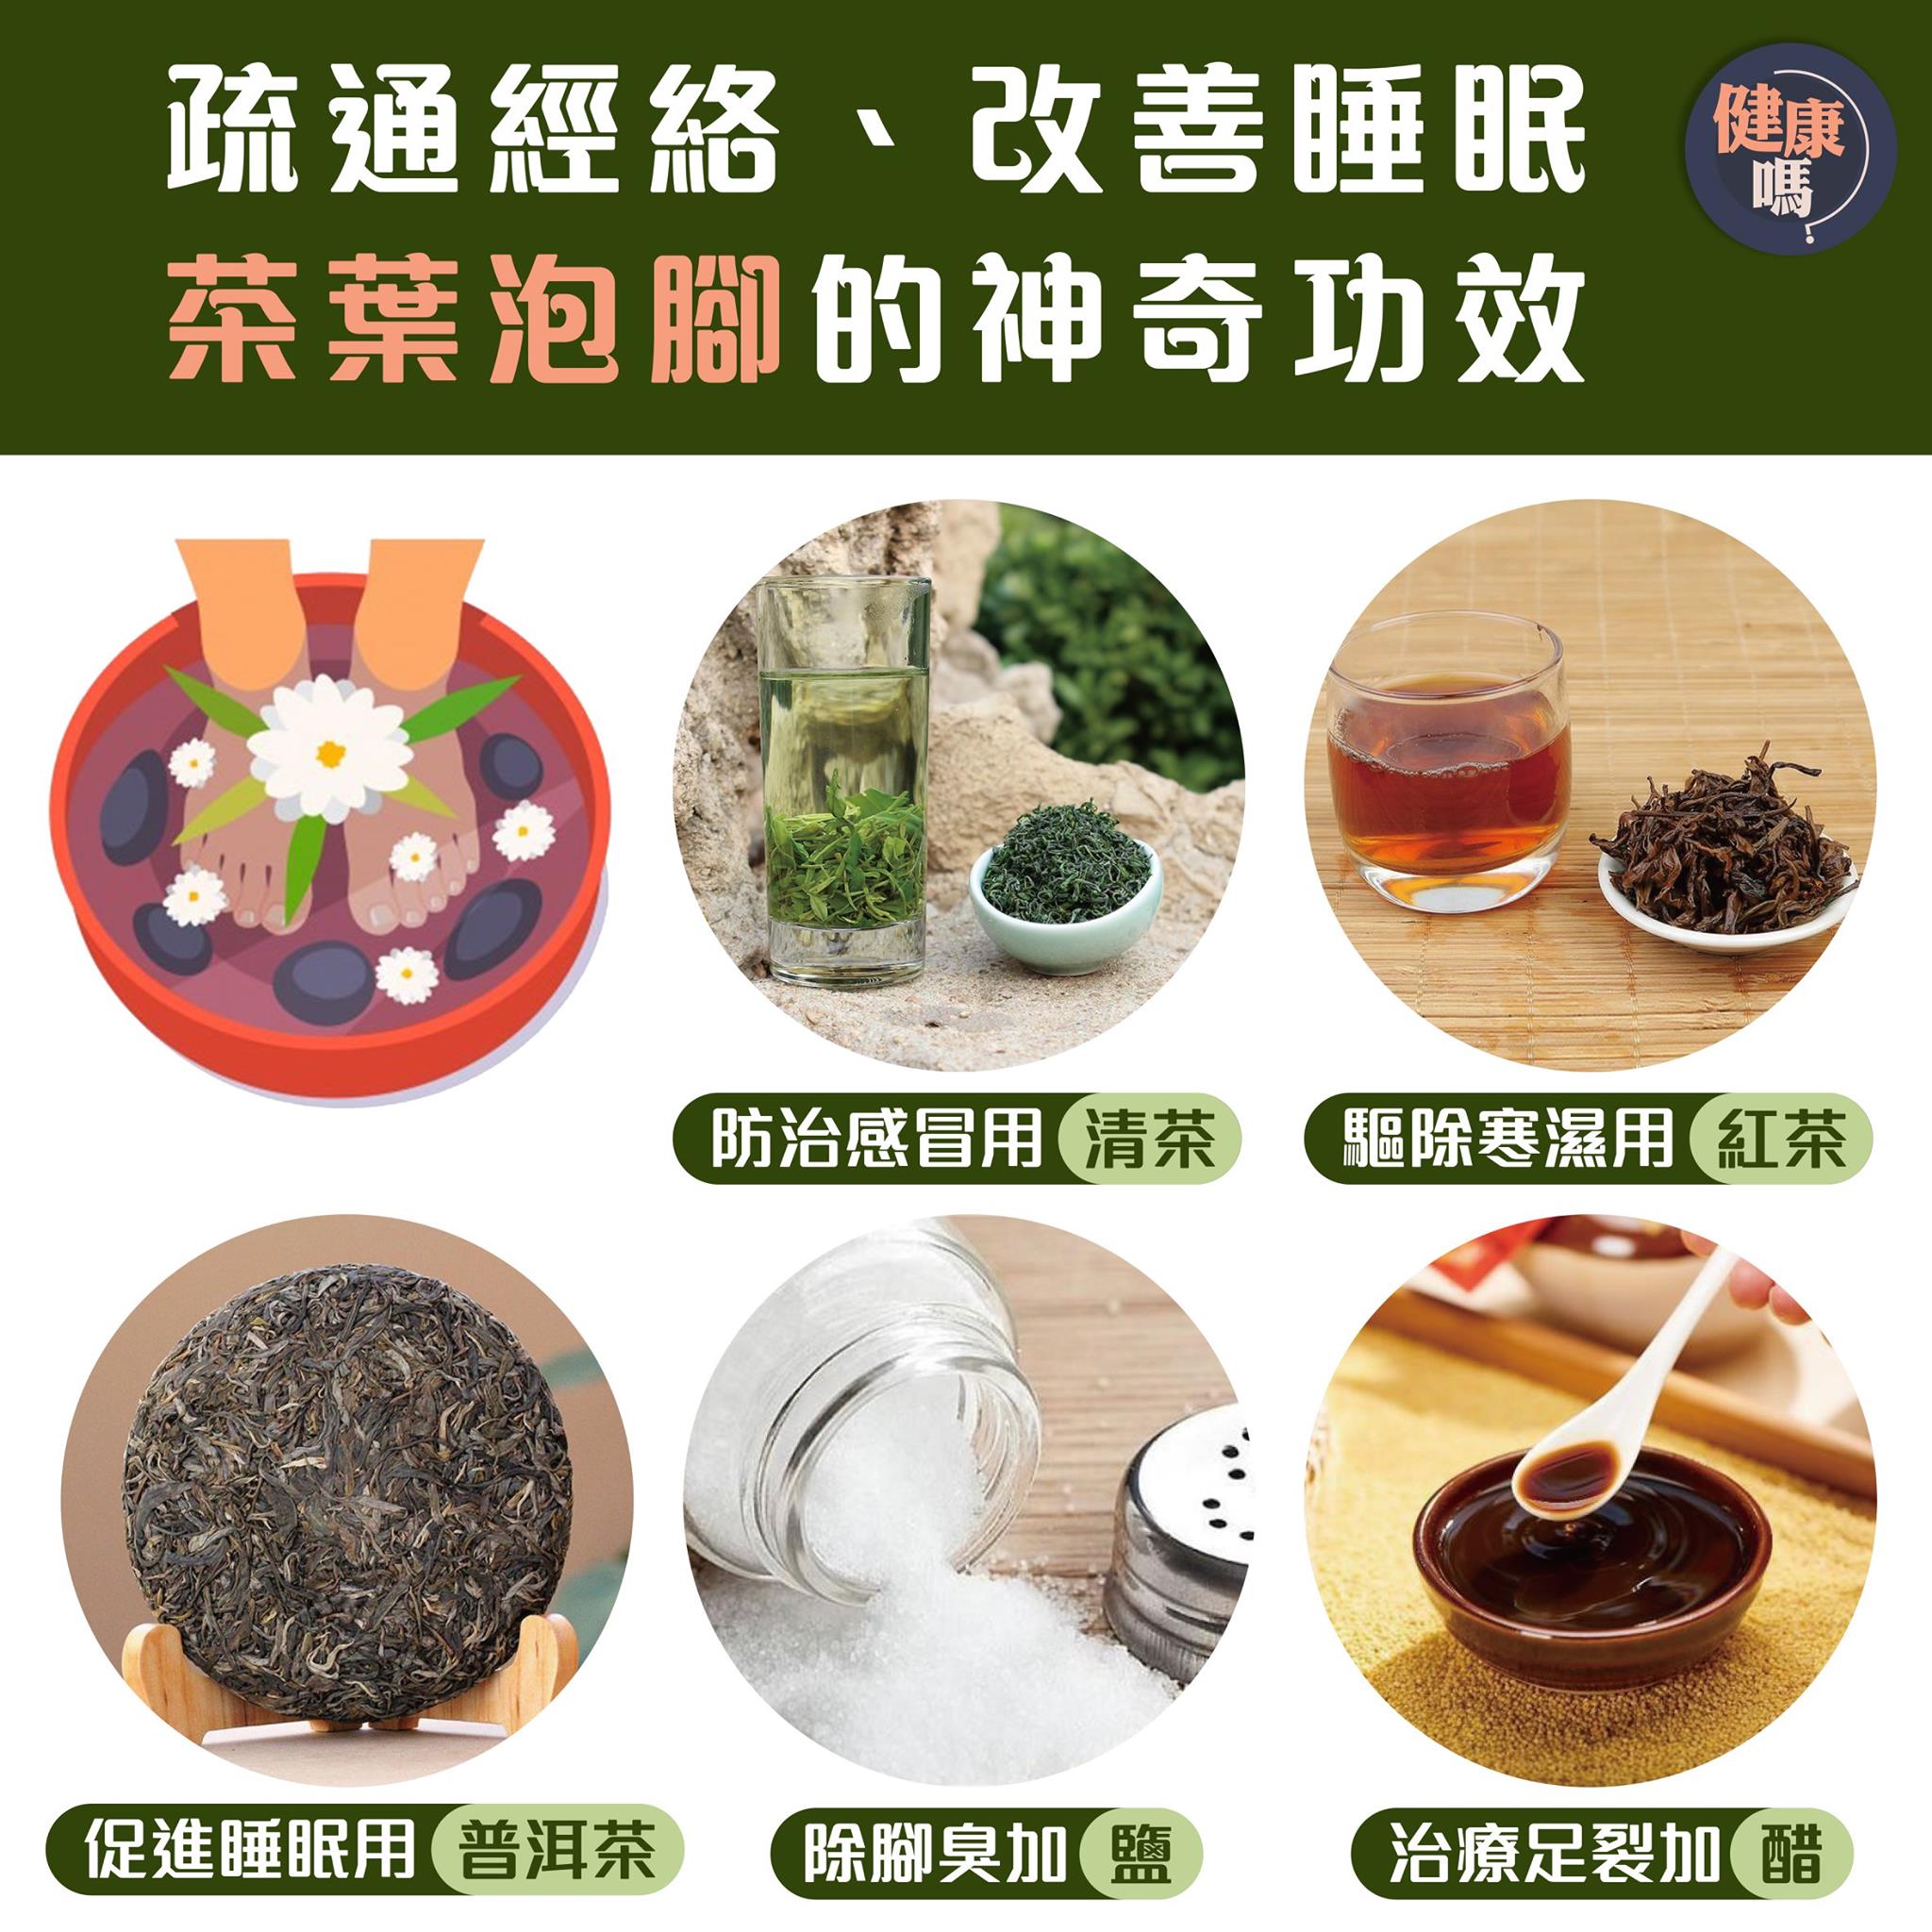 疏通經絡、改善睡眠
茶葉泡腳的神奇功效
健康
嗎?
防治感冒用 清茶
驅除寒濕用 紅茶
促進睡眠用 普洱茶
除腳臭加 鹽
治療足裂加 醋